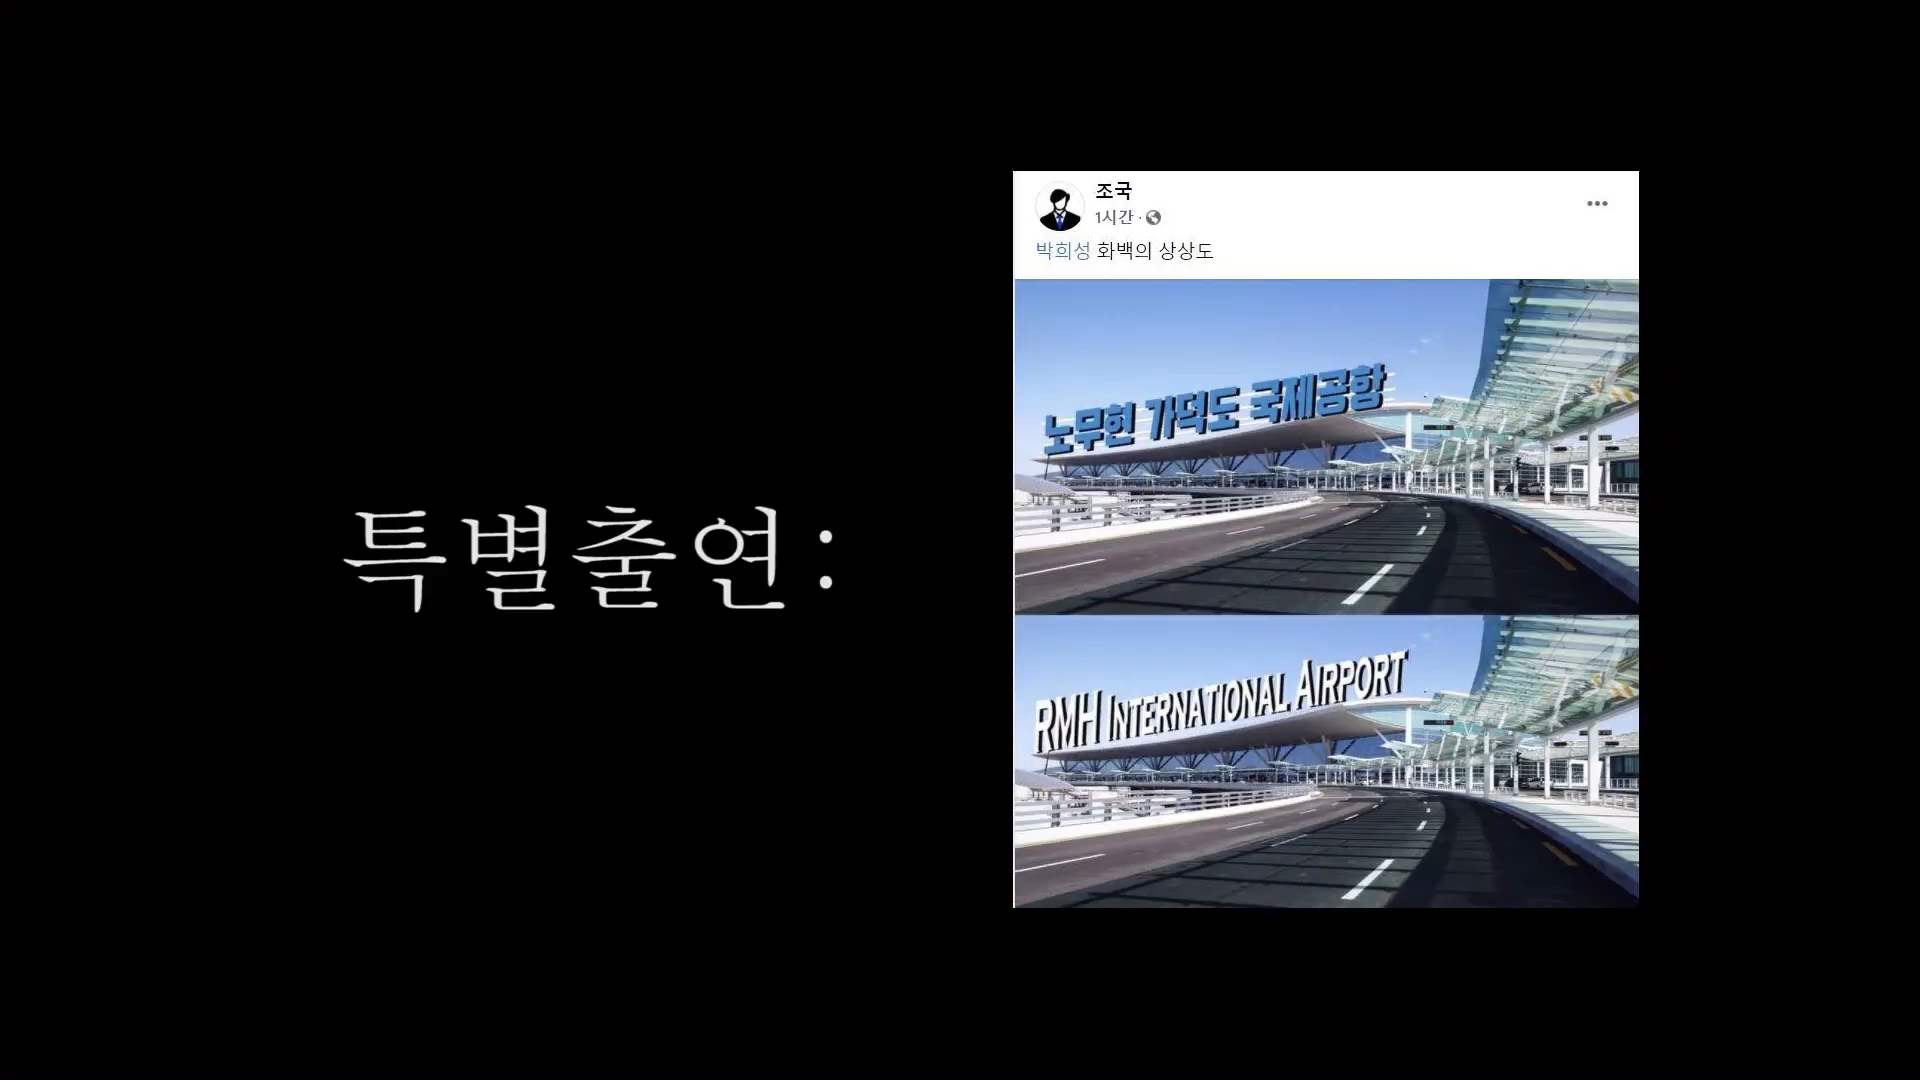 특별출연:
조국
1시간 ·
박희성 화백의 상상도
노무현 가덕도 국제공항
RMH INTERNATIONAL AIRPORT